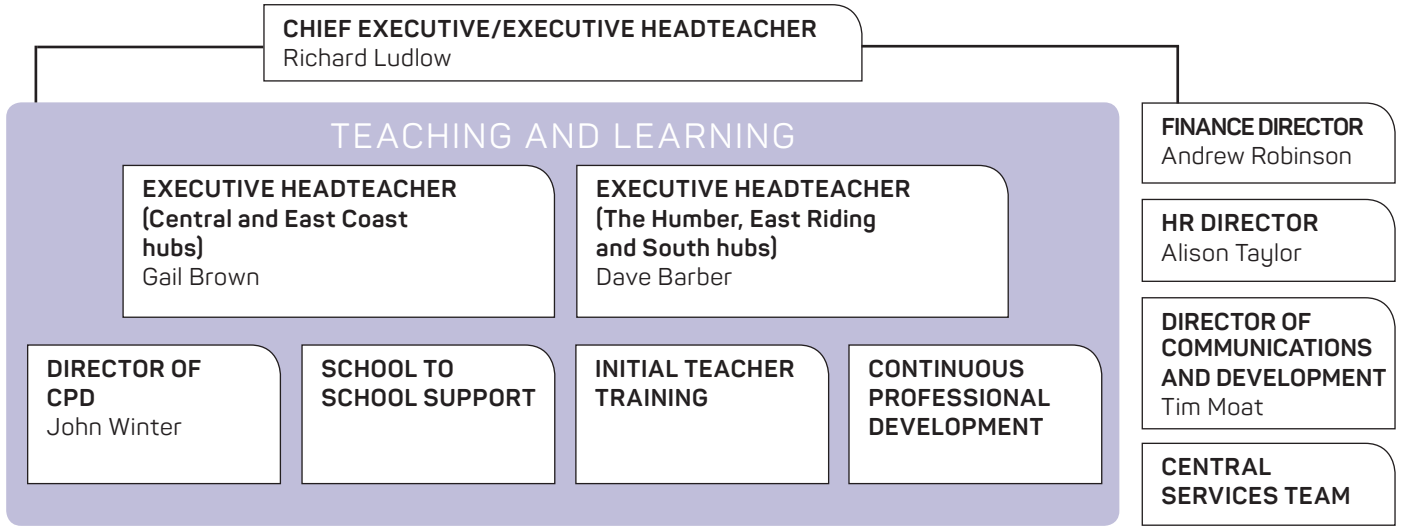 CHIEF EXECUTIVE/EXECUTIVE HEADTEACHER
Richard Ludlow
TEACHING AND LEARNING
EXECUTIVE HEADTEACHER
(Central and East Coast
hubs)
Gail Brown
EXECUTIVE HEADTEACHER
(The Humber, East Riding
and South hubs)
Dave Barber
DIRECTOR OF
CPD
John Winter
SCHOOL TO
SCHOOL SUPPORT
INITIAL TEACHER
TRAINING
CONTINUOUS
PROFESSIONAL
DEVELOPMENT
FINANCE DIRECTOR
Andrew Robinson
HR DIRECTOR
Alison Taylor
DIRECTOR OF
COMMUNICATIONS
AND DEVELOPMENT
Tim Moat
CENTRAL
SERVICES TEAM